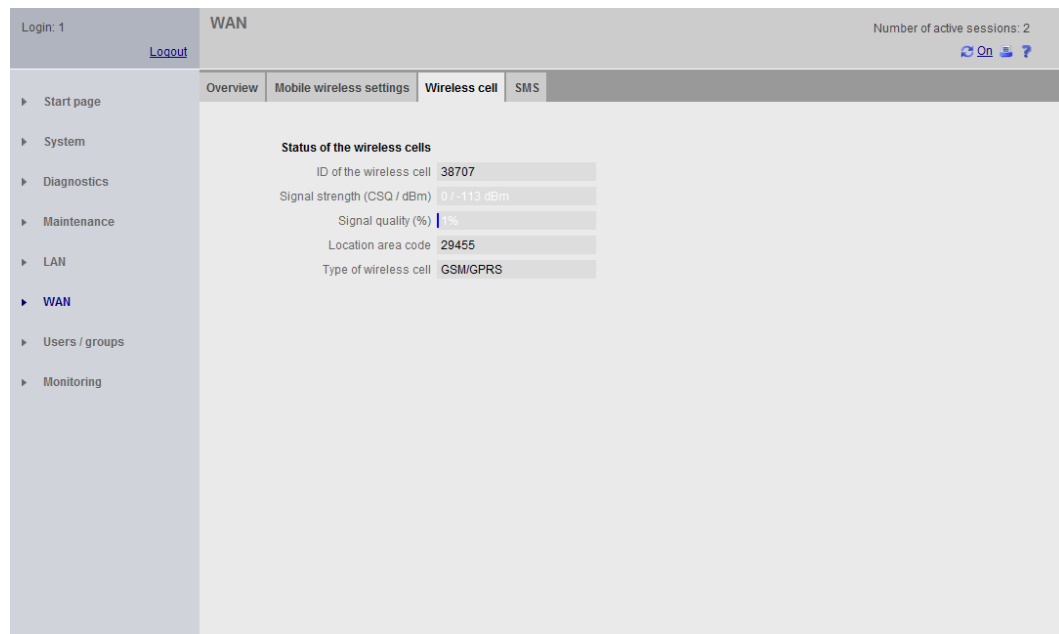 Login: 1
Logout
WAN
Number of active sessions: 2
On ?
Overview Mobile wireless settings Wireless cell SMS
Start page
System
Diagnostics
Maintenance
LAN
WAN
Users / groups
Monitoring
Status of the wireless cells
ID of the wireless cell 38707
Signal strength (CSQ / dBm) 0 / -113 dBm
Signal quality (%) 1%
Location area code 29455
Type of wireless cell GSM/GPRS